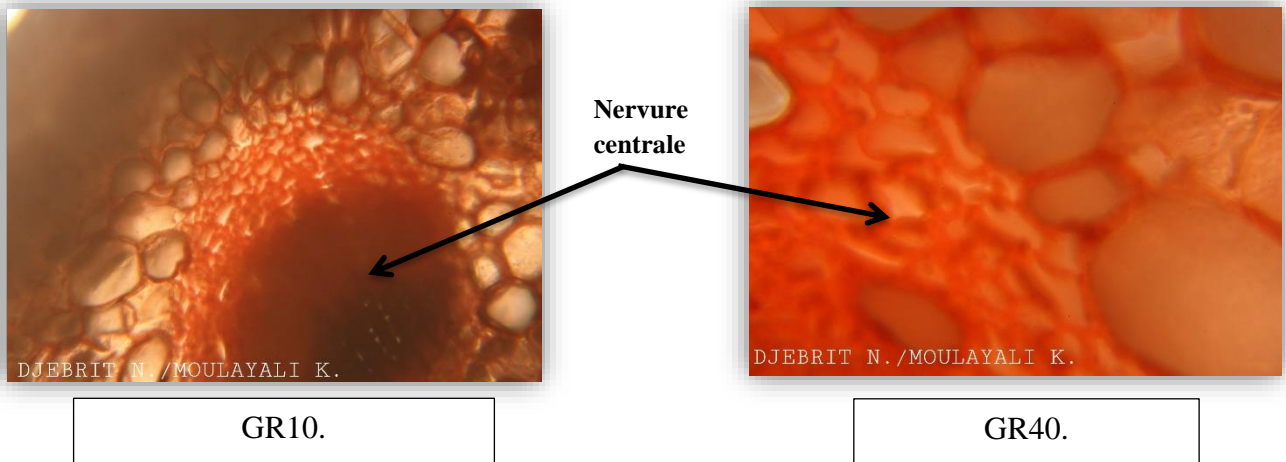 Nervure
centrale
DJEBRIT N./MOULAYALI K.
DJEBRIT N./MOULAYALI K.
GR10.
GR40.